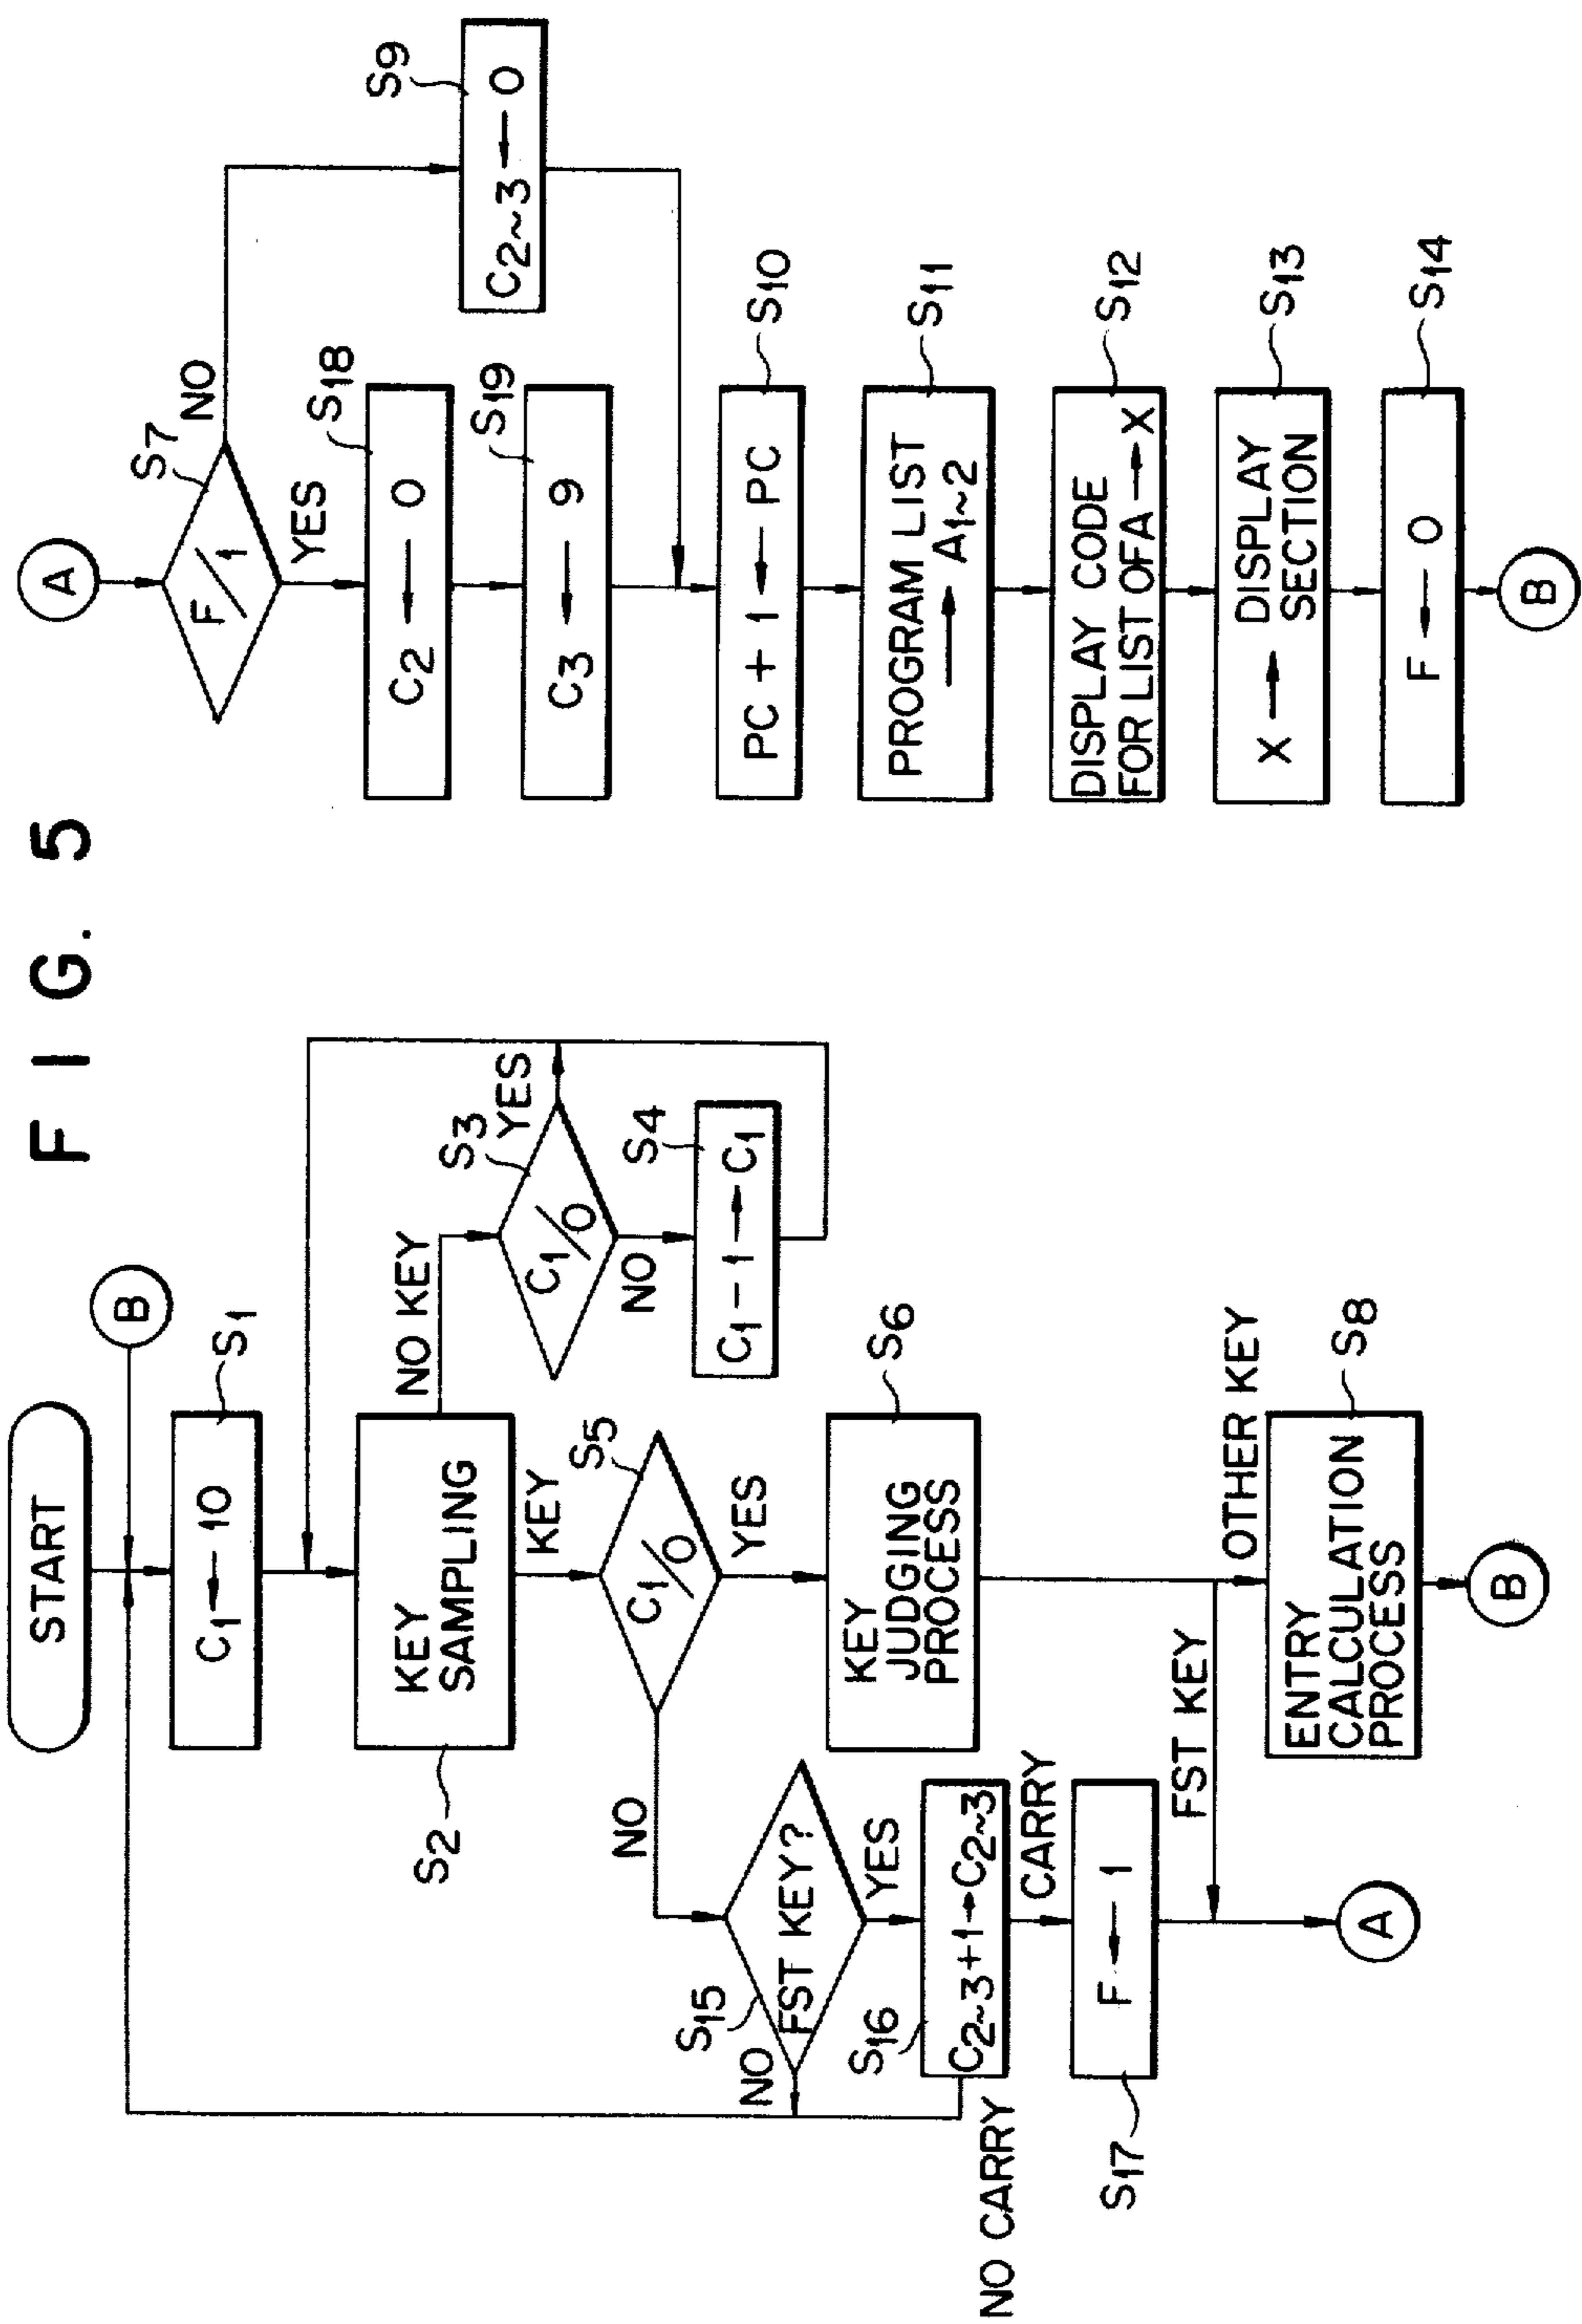 FIG. 5
START
B
C1 ← 10
S1
KEY
SAMPLING
S2
NO KEY
KEY
S3
C1/0
YES
NO
S4
C1 - 1 → C1
S5
C1/0
NO
YES
S15
FST KEY?
NO
YES
S6
KEY
JUDGING
PROCESS
S16
C2~3+1→C2~3
NO CARRY
CARRY
S17
F ← 1
FST KEY
OTHER KEY
S8
ENTRY
CALCULATION
PROCESS
A
B
A
S7
F/1
NO
YES
S18
C2 ← 0
S9
C2~3 ← 0
S19
C3 ← 9
S10
PC + 1 ← PC
S11
PROGRAM LIST
→ A1~2
S12
DISPLAY CODE
FOR LIST OFA → X
S13
X → DISPLAY
SECTION
S14
F ← 0
B